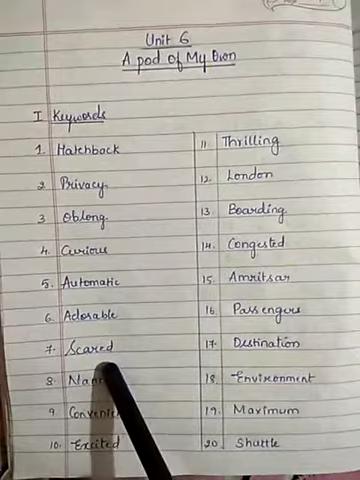 Unit 6
A pod of My Own
I Keywords
1. Hatchback
2 Privacy
3 Oblong
4. Curious
5. Automatic
6. Adorable
7. Scared
8.
9.
10. Excited
11. Thrilling
12. London
13. Boarding
14. Congested
15. Amritsar
16. Passengers
17. Destination
18. Environment
19. Maximum
20. Shuttle